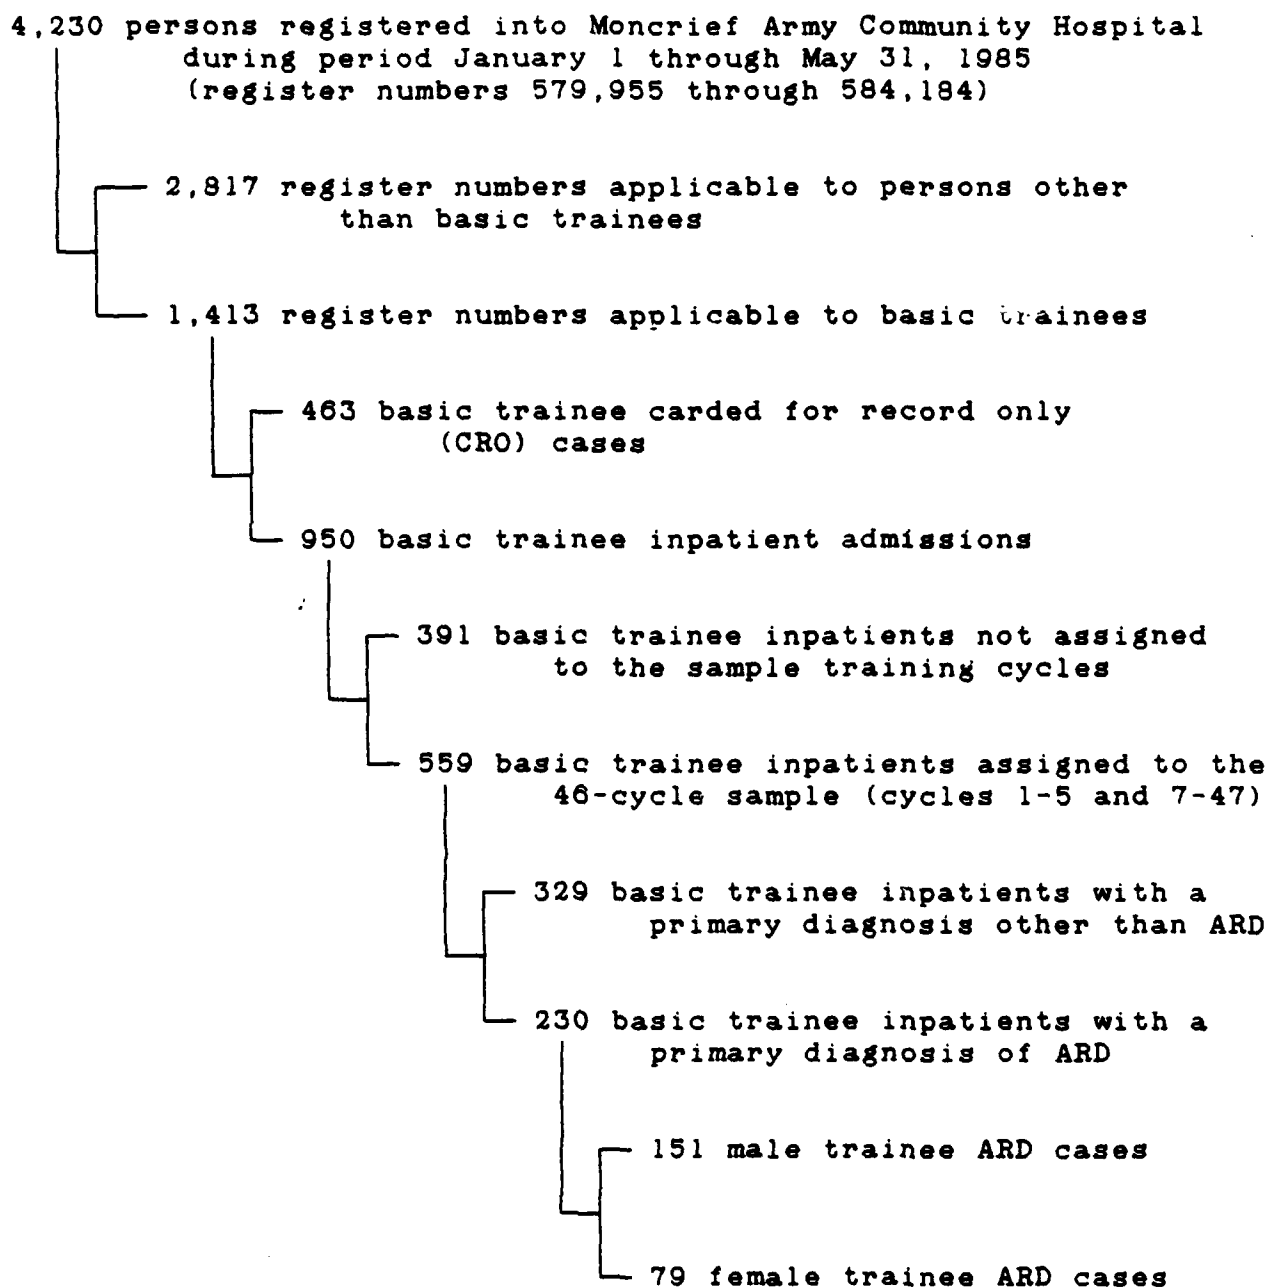 4,230 persons registered into Moncrief Army Community Hospital
during period January 1 through May 31, 1985
(register numbers 579,955 through 584,184)
2,817 register numbers applicable to persons other
than basic trainees
1,413 register numbers applicable to basic trainees
463 basic trainee carded for record only
(CRO) cases
950 basic trainee inpatient admissions
391 basic trainee inpatients not assigned
to the sample training cycles
559 basic trainee inpatients assigned to the
46-cycle sample (cycles 1-5 and 7-47)
329 basic trainee inpatients with a
primary diagnosis other than ARD
230 basic trainee inpatients with a
primary diagnosis of ARD
151 male trainee ARD cases
79 female trainee ARD cases